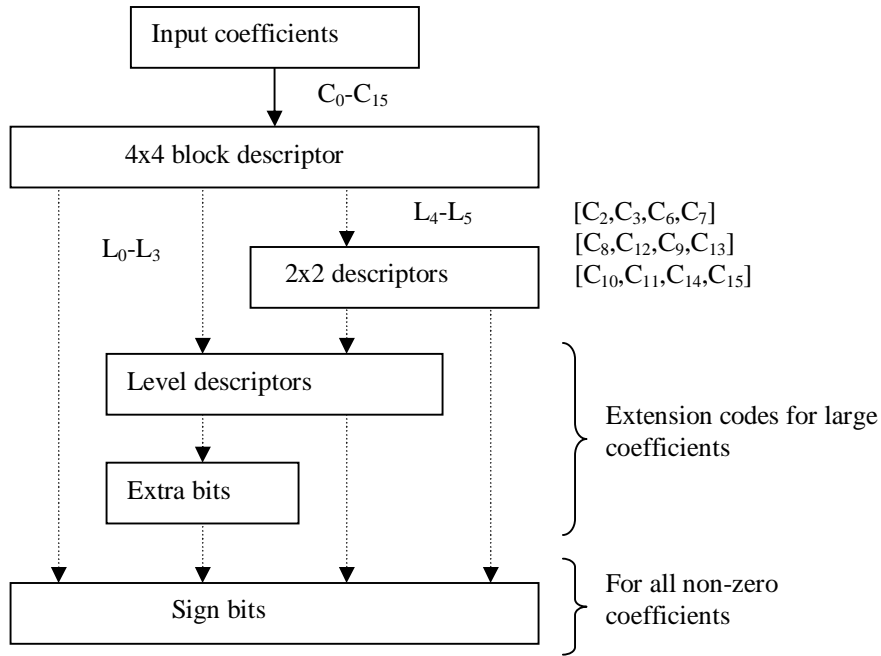 Input coefficients
C₀-C₁₅
4x4 block descriptor
L₄-L₅
[C₂,C₃,C₆,C₇]
[C₈,C₁₂,C₉,C₁₃]
[C₁₀,C₁₁,C₁₄,C₁₅]
L₀-L₃
2x2 descriptors
Level descriptors
Extension codes for large
coefficients
Extra bits
For all non-zero
coefficients
Sign bits